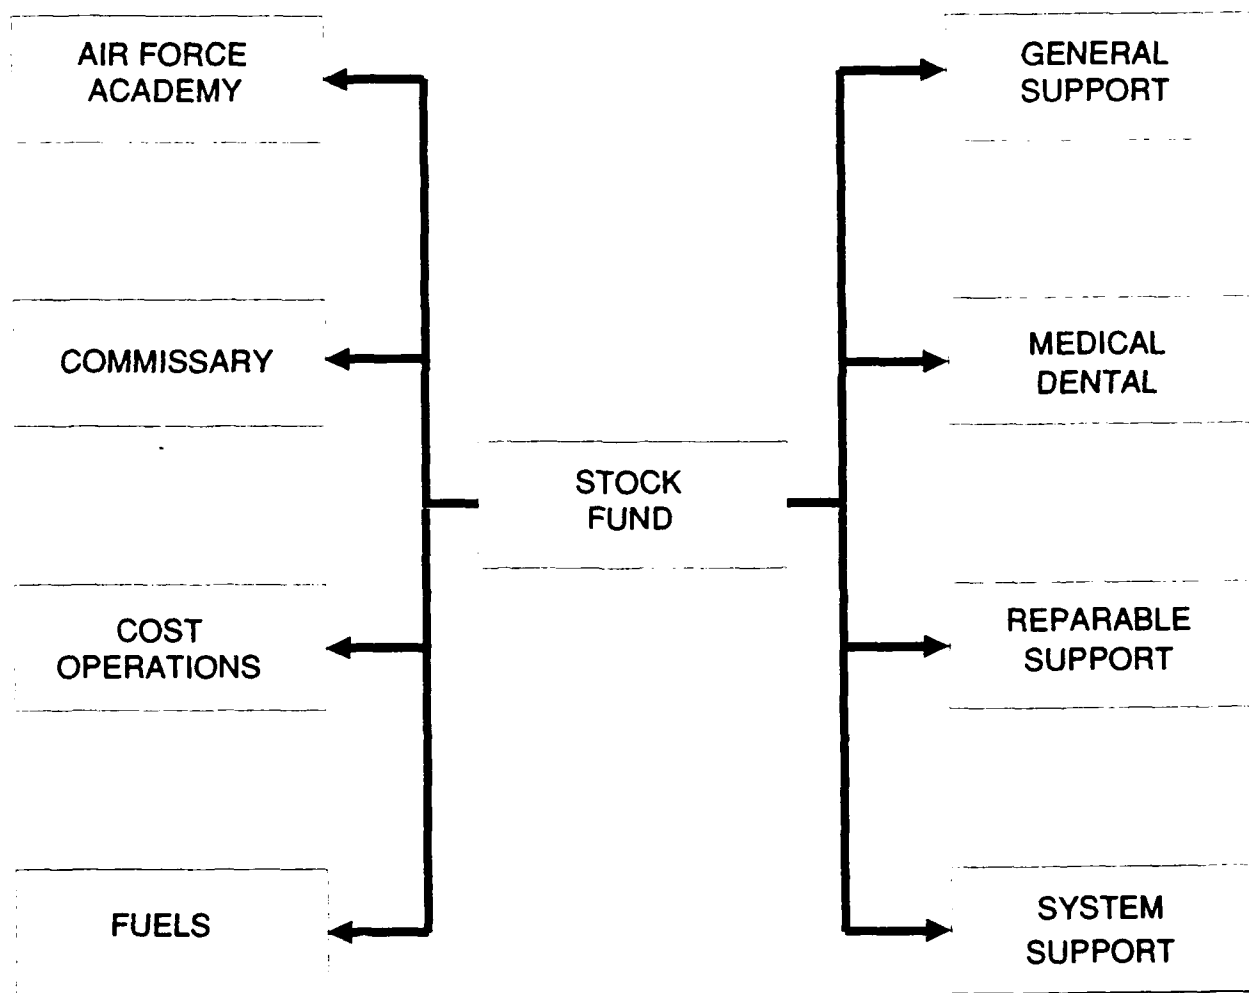 AIR FORCE
ACADEMY
COMMISSARY
COST
OPERATIONS
FUELS
STOCK
FUND
GENERAL
SUPPORT
MEDICAL
DENTAL
REPARABLE
SUPPORT
SYSTEM
SUPPORT